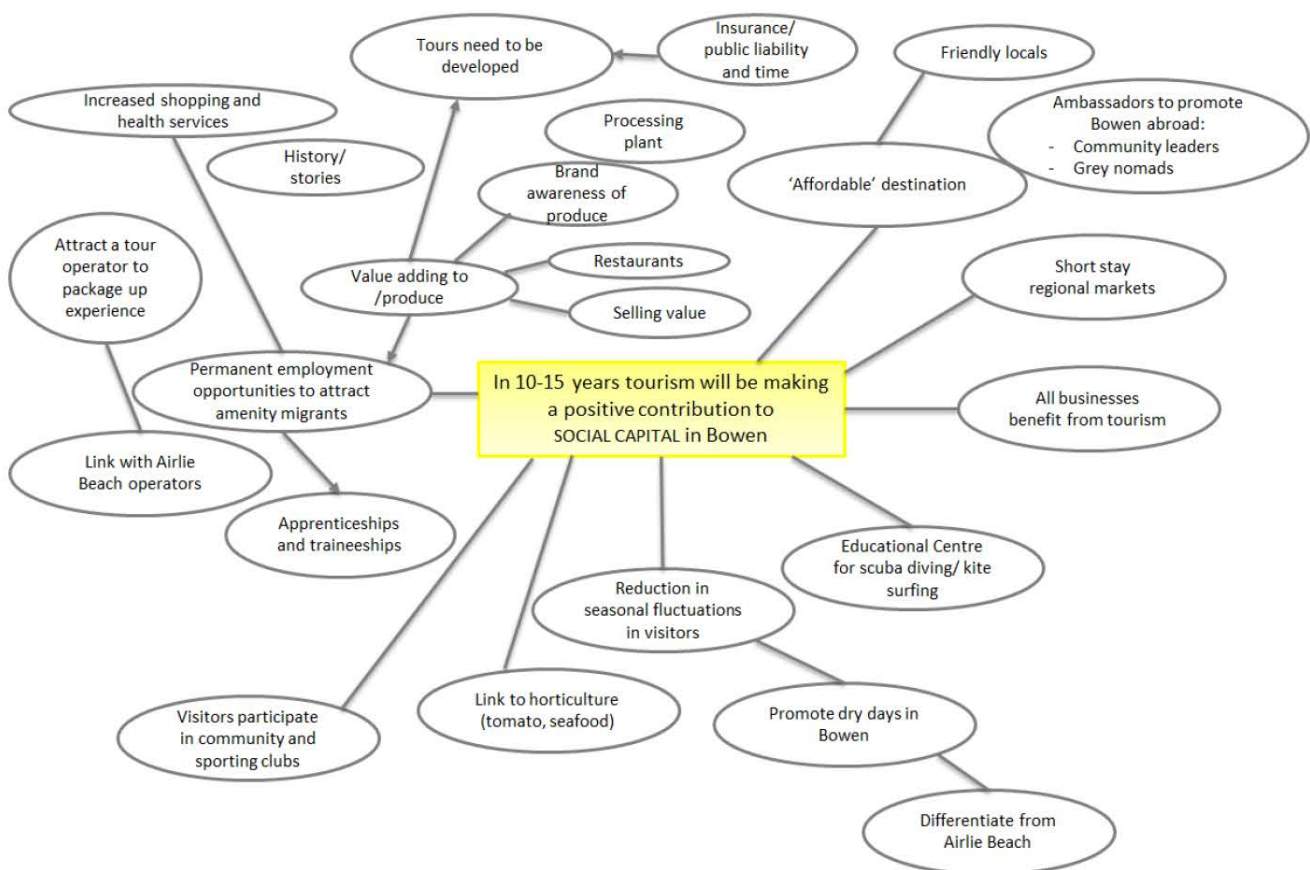 Tours need to be
developed
Insurance/
public liability
and time
Friendly locals
Increased shopping and
health services
Ambassadors to promote
Bowen abroad:
- Community leaders
- Grey nomads
Processing
plant
History/
stories
Brand
awareness of
produce
'Affordable' destination
Attract a tour
operator to
package up
experience
Value adding to
/produce
Restaurants
Short stay
regional markets
Selling value
Permanent employment
opportunities to attract
amenity migrants
In 10-15 years tourism will be making
a positive contribution to
SOCIAL CAPITAL in Bowen
All businesses
benefit from tourism
Link with Airlie
Beach operators
Apprenticeships
and traineeships
Educational Centre
for scuba diving/ kite
surfing
Reduction in
seasonal fluctuations
in visitors
Link to horticulture
(tomato, seafood)
Visitors participate
in community and
sporting clubs
Promote dry days in
Bowen
Differentiate from
Airlie Beach